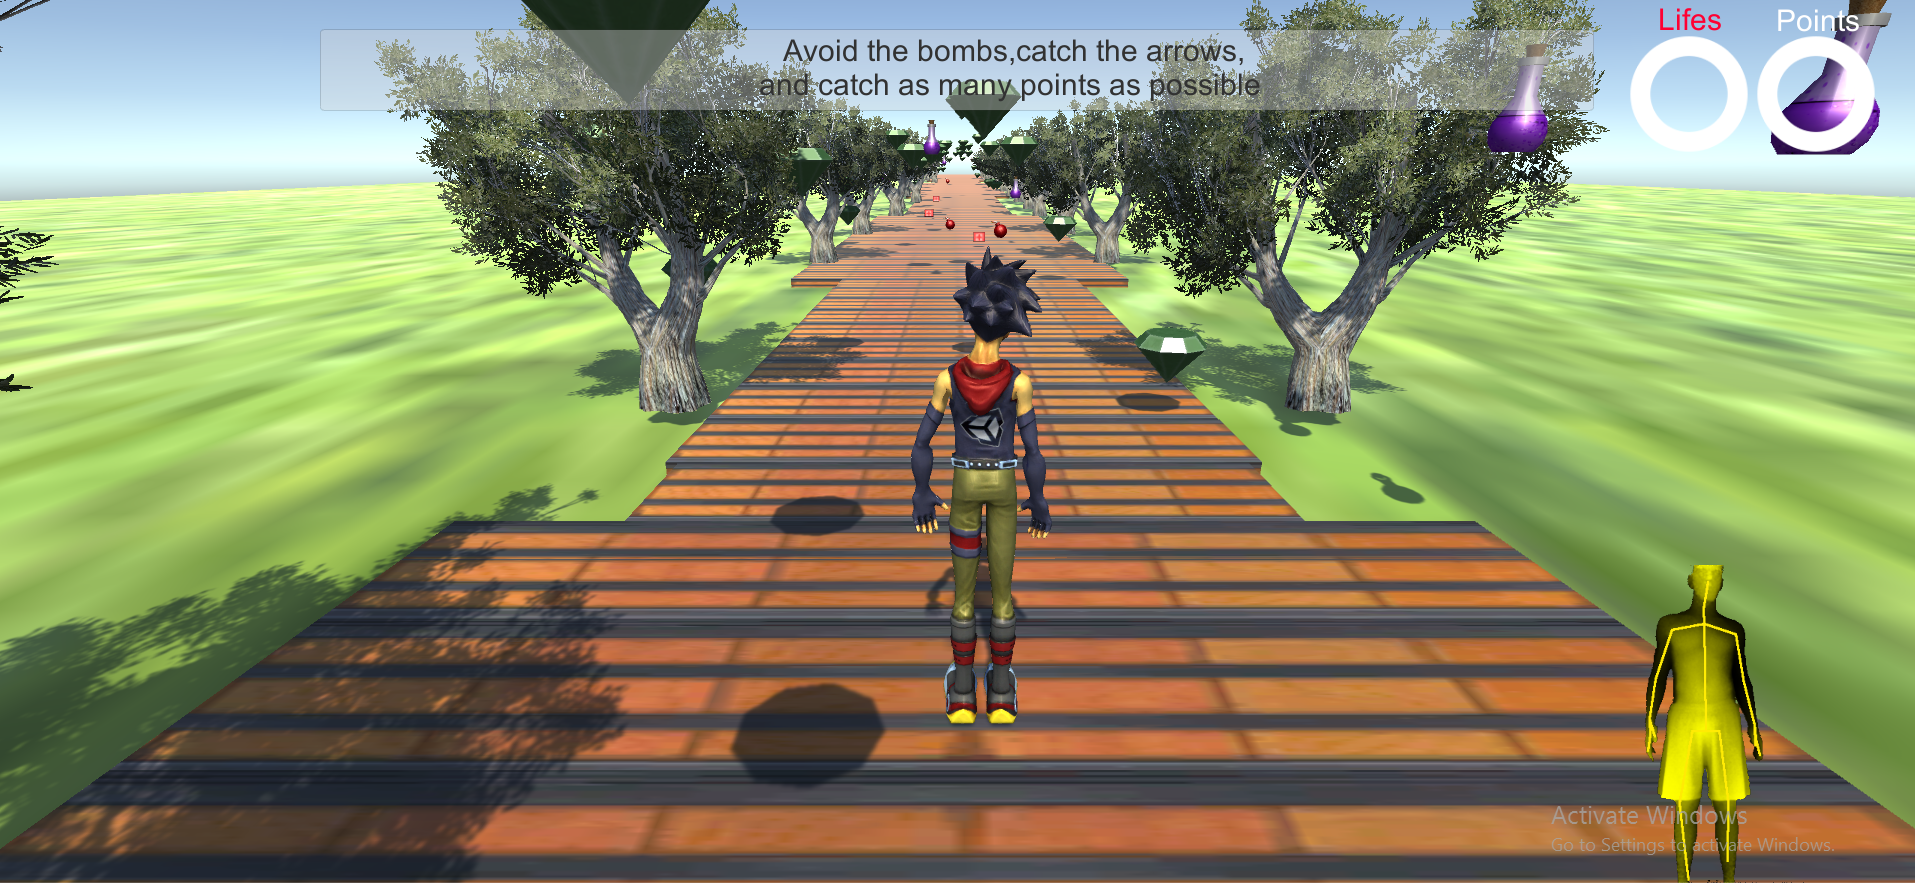 Avoid the bombs,catch the arrows,
and catch as many points as possible
Lifes
Points
Activate Windows
Go to Settings to activate Windows.